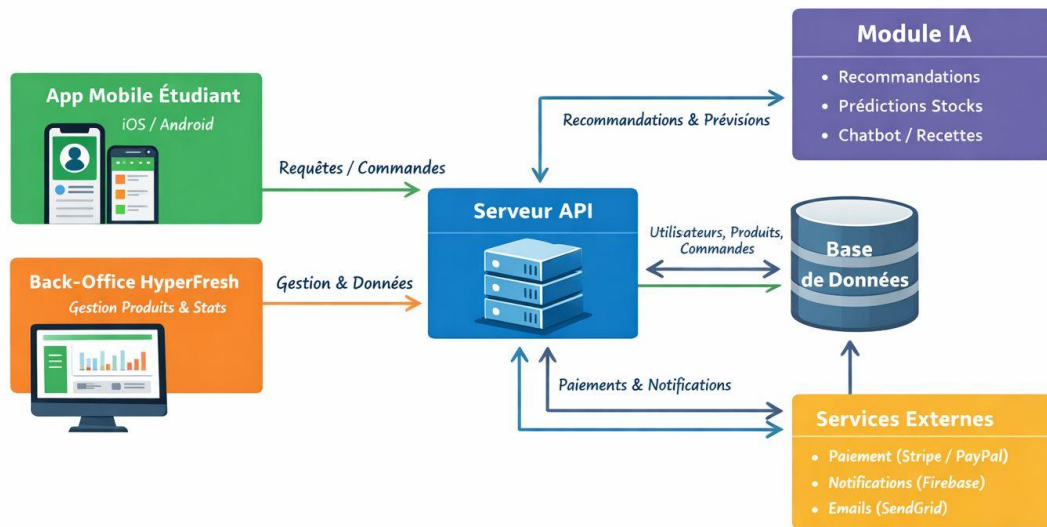 Module IA
• Recommandations
• Prédictions Stocks
• Chatbot / Recettes
App Mobile Étudiant
iOS / Android
Recommandations & Prévisions
Requêtes / Commandes
Serveur API
Utilisateurs, Produits,
Commandes
Base
de Données
Back-Office HyperFresh
Gestion Produits & Stats
Gestion & Données
Paiements & Notifications
Services Externes
• Paiement (Stripe / PayPal)
• Notifications (Firebase)
• Emails (SendGrid)